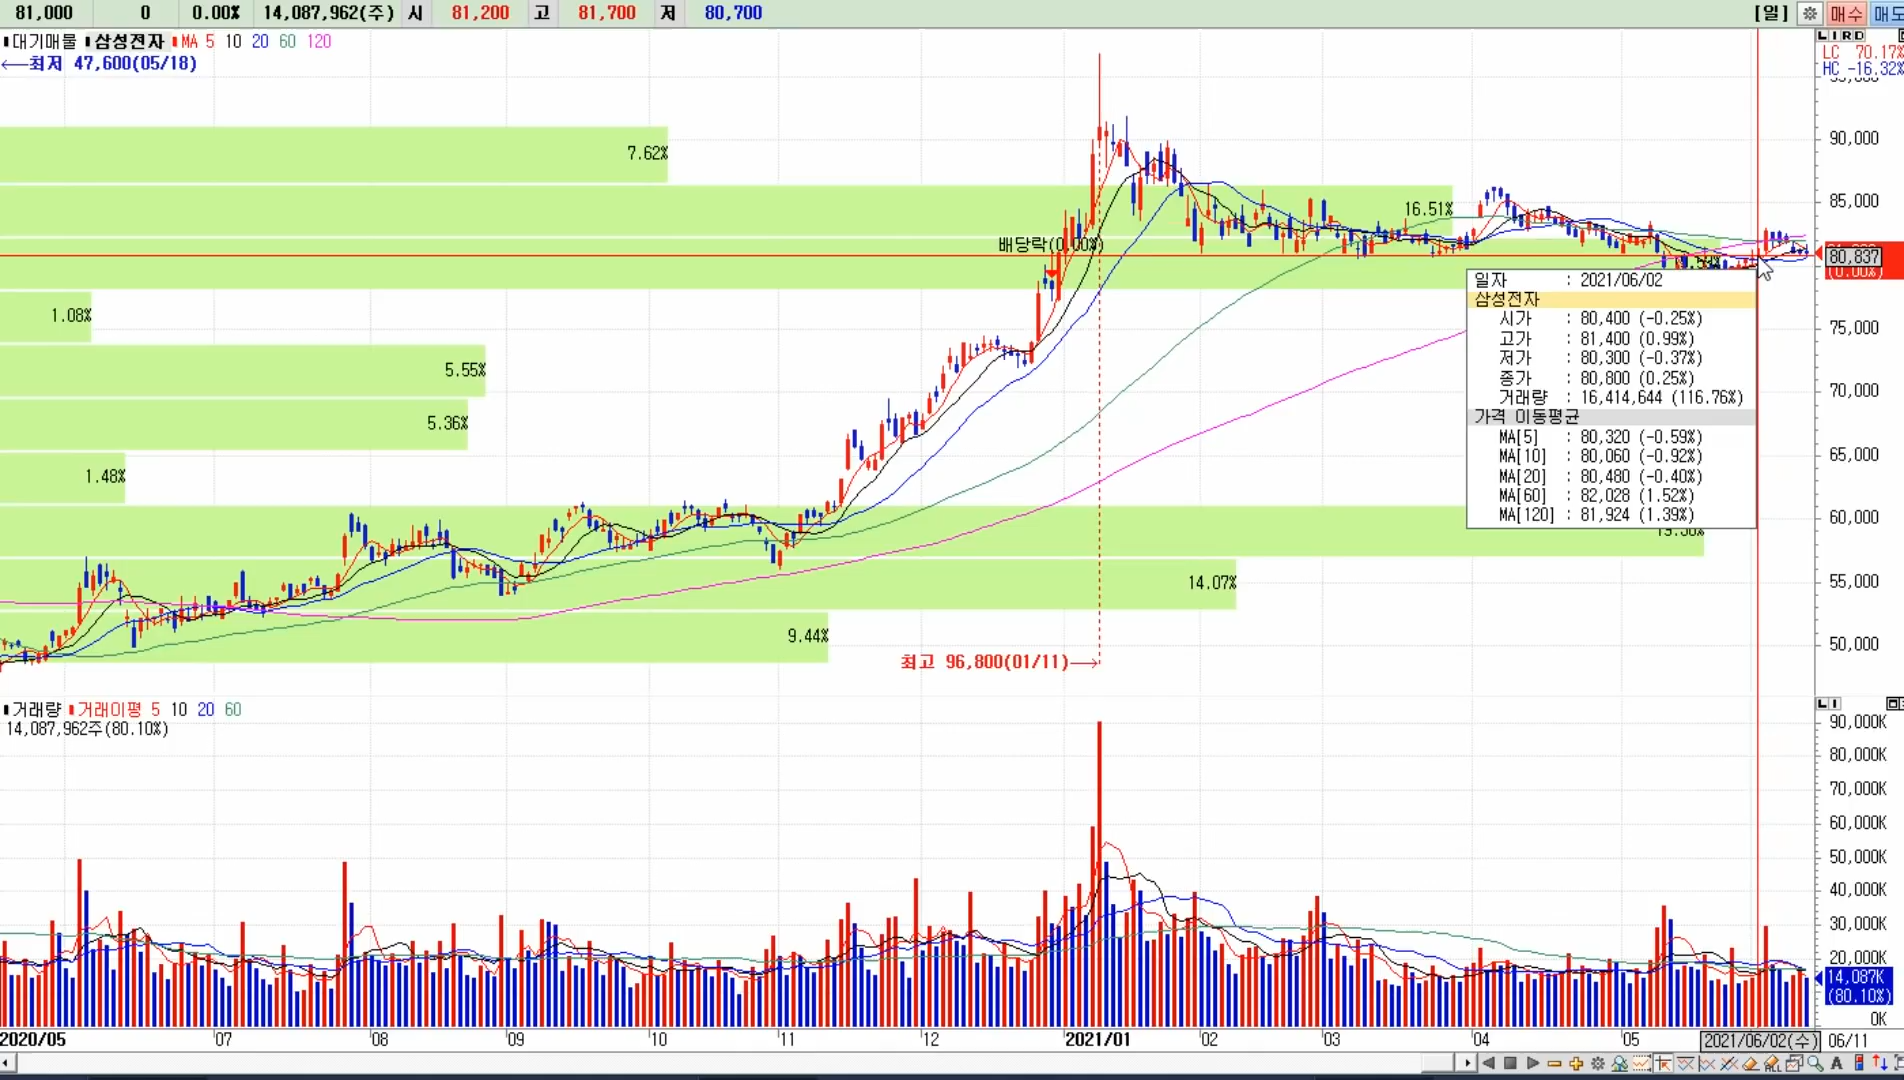 81,000 0 0.00% 14,087,962(주) 시 81,200 고 81,700 저 80,700 [일] 매수 매도
대기매물 삼성전자 MA 5 10 20 60 120
←최저 47,600(05/18)
L I R D
LC 70.17%
HC -16.32%
90,000
85,000
80,837
(0.00%)
75,000
70,000
65,000
60,000
55,000
50,000
7.62%
16.51%
배당락(0.00%)
1.08%
5.55%
5.36%
1.48%
14.07%
9.44%
최고 96,800(01/11)→
일자 : 2021/06/02
삼성전자
시가 : 80,400 (-0.25%)
고가 : 81,400 (0.99%)
저가 : 80,300 (-0.37%)
종가 : 80,800 (0.25%)
거래량 : 16,414,644 (116.76%)
가격 이동평균
MA[5] : 80,320 (-0.59%)
MA[10] : 80,060 (-0.92%)
MA[20] : 80,480 (-0.40%)
MA[60] : 82,028 (1.52%)
MA[120] : 81,924 (1.39%)
거래량 거래이평 5 10 20 60
14,087,962주(80.10%)
L I
90,000K
80,000K
70,000K
60,000K
50,000K
40,000K
30,000K
20,000K
14,087K
(80.10%)
0K
2020/05 07 08 09 10 11 12 2021/01 02 03 04 05 2021/06/02(수) 06/11